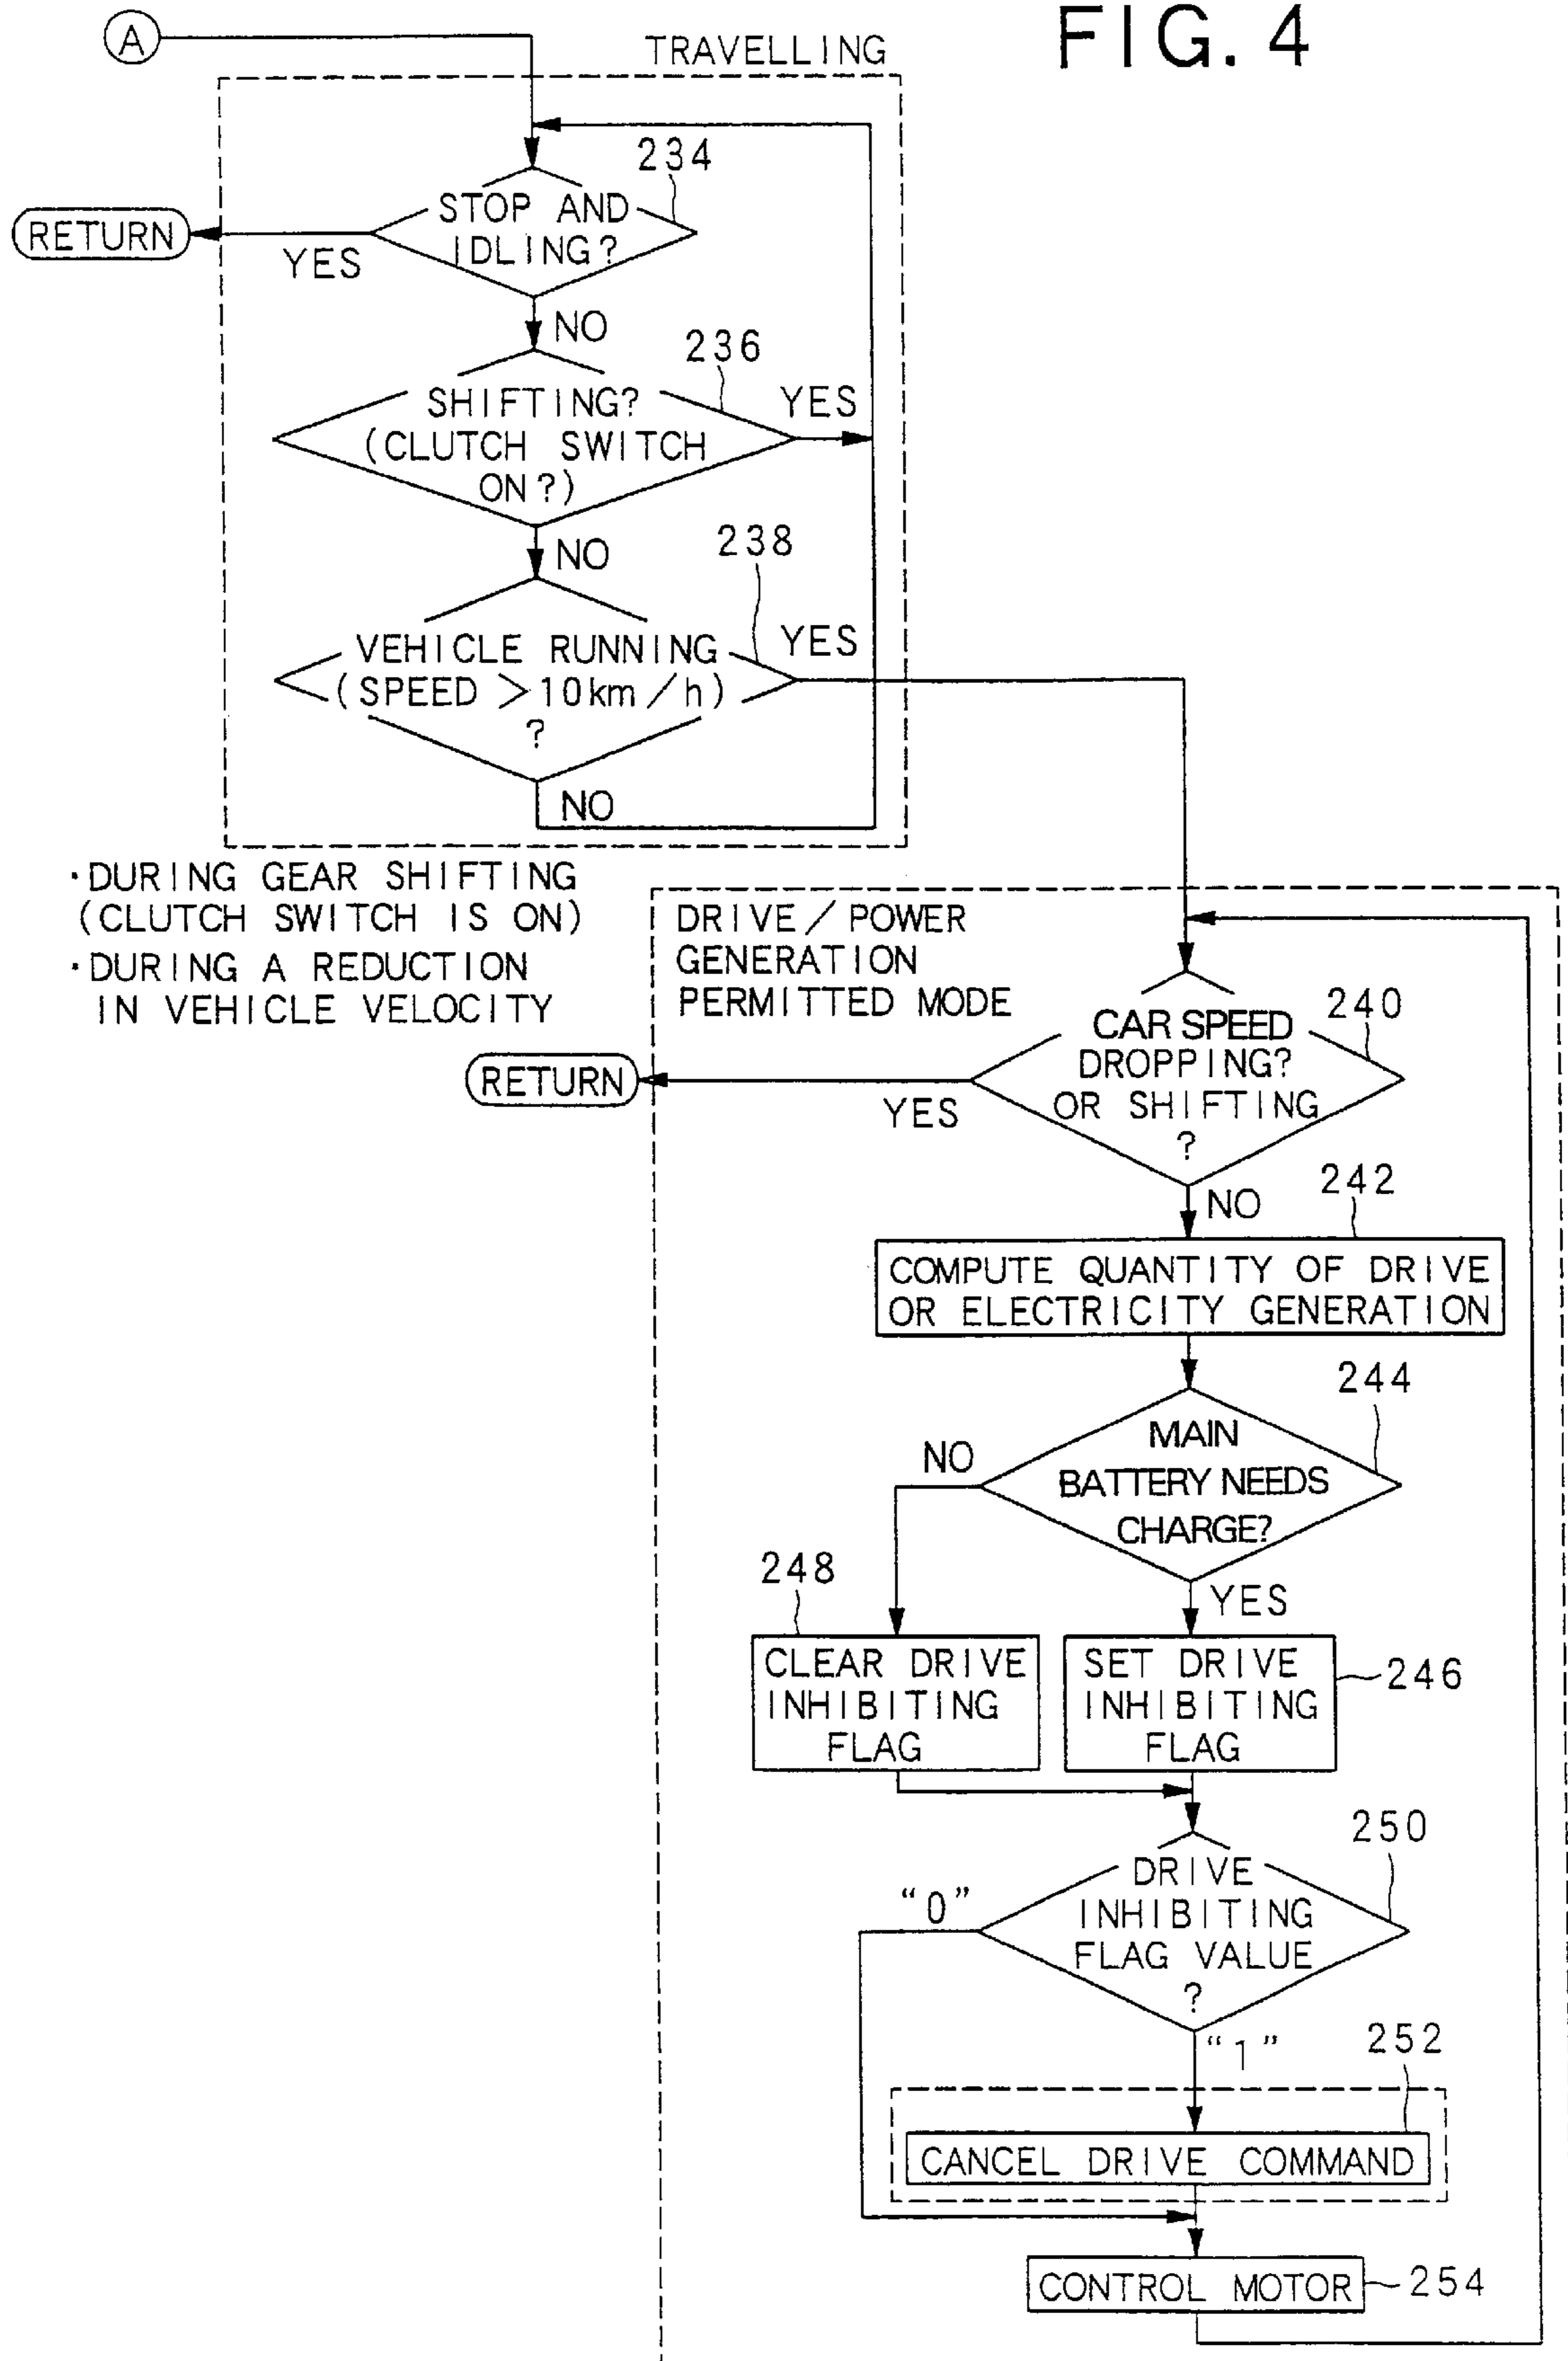 FIG. 4
A
TRAVELLING
234
STOP AND
IDLING?
RETURN
YES
NO
236
SHIFTING?
(CLUTCH SWITCH
ON?)
YES
NO
238
VEHICLE RUNNING
(SPEED > 10km/h)
?
YES
NO
·DURING GEAR SHIFTING
(CLUTCH SWITCH IS ON)
·DURING A REDUCTION
IN VEHICLE VELOCITY
DRIVE/POWER
GENERATION
PERMITTED MODE
240
CAR SPEED
DROPPING?
OR SHIFTING
?
RETURN
YES
NO
242
COMPUTE QUANTITY OF DRIVE
OR ELECTRICITY GENERATION
244
MAIN
BATTERY NEEDS
CHARGE?
NO
YES
248
CLEAR DRIVE
INHIBITING
FLAG
SET DRIVE
INHIBITING
FLAG
246
250
DRIVE
INHIBITING
FLAG VALUE
?
“0”
“1”
252
CANCEL DRIVE COMMAND
CONTROL MOTOR
254